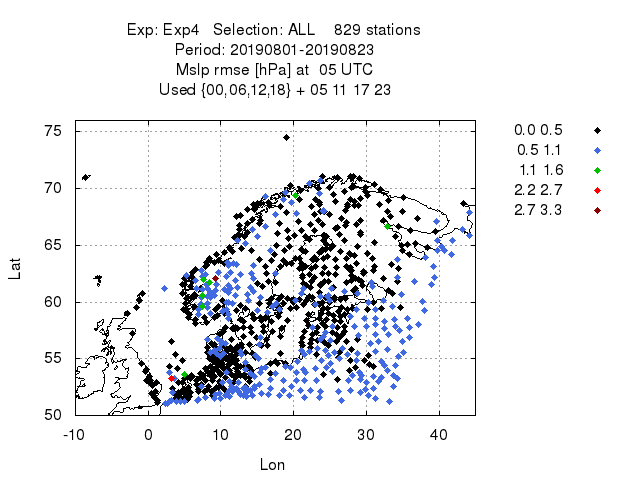 Exp: Exp4 Selection: ALL 829 stations
Period: 20190801-20190823
Mslp rmse [hPa] at 05 UTC
Used {00,06,12,18} + 05 11 17 23
0.0 0.5
0.5 1.1
1.1 1.6
2.2 2.7
2.7 3.3
75
70
65
60
55
50
Lat
-10 0 10 20 30 40
Lon